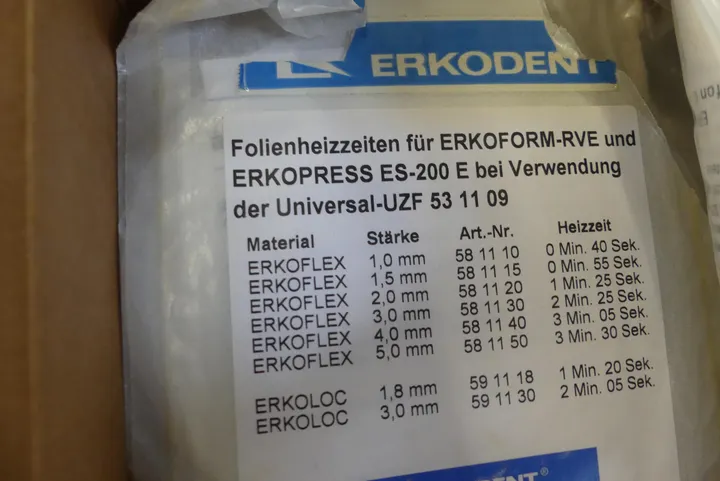 ERKODENT
Folienheizzeiten für ERKOFORM-RVE und
ERKOPRESS ES-200 E bei Verwendung
der Universal-UZF 53 11 09
Material Stärke Art.-Nr. Heizzeit
ERKOFLEX 1,0 mm 58 11 10 0 Min. 40 Sek.
ERKOFLEX 1,5 mm 58 11 15 0 Min. 55 Sek.
ERKOFLEX 2,0 mm 58 11 20 1 Min. 25 Sek.
ERKOFLEX 3,0 mm 58 11 30 2 Min. 25 Sek.
ERKOFLEX 4,0 mm 58 11 40 3 Min. 05 Sek.
ERKOFLEX 5,0 mm 58 11 50 3 Min. 30 Sek.
ERKOLOC 1,8 mm 59 11 18 1 Min. 20 Sek.
ERKOLOC 3,0 mm 59 11 30 2 Min. 05 Sek.
ODENT®